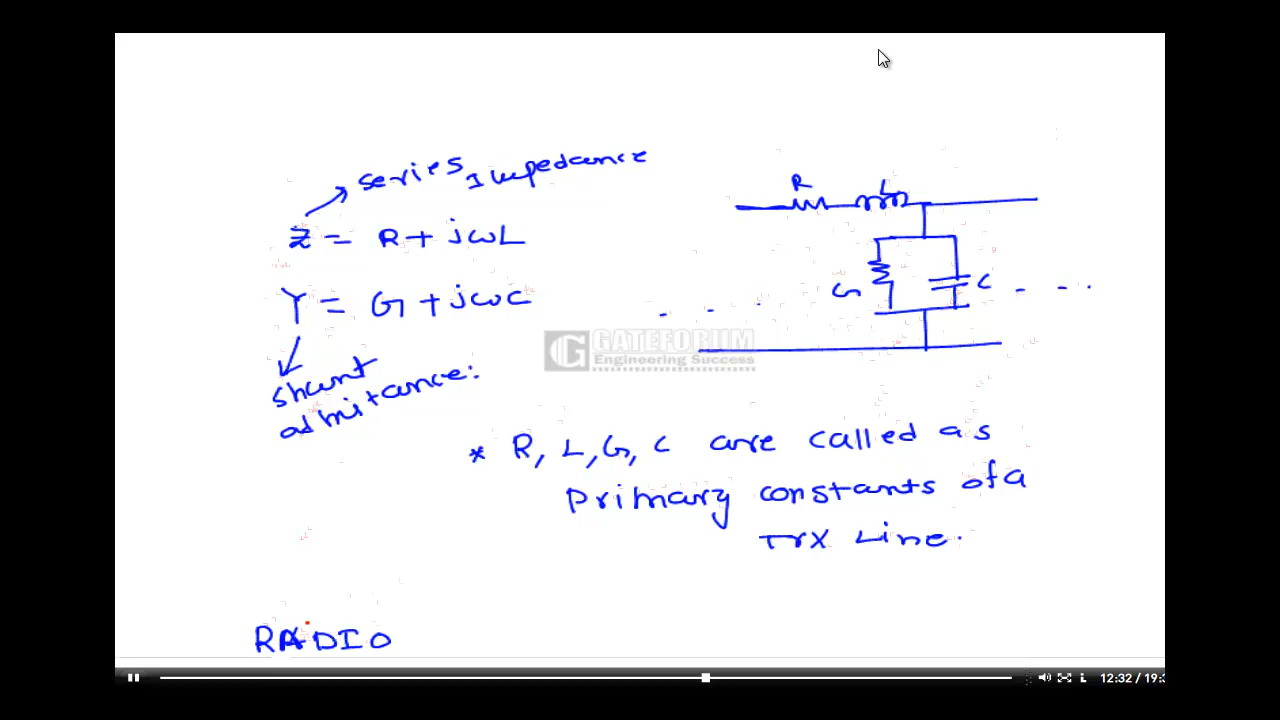 series Impedance
Z = R + jωL
Y = G + jωC
shunt
admittance:
R L
G C
GATEFORUM
Engineering Success
* R, L, G, C are called as
Primary constants of a
Trx Line.
RADIO
12:32 / 19:3